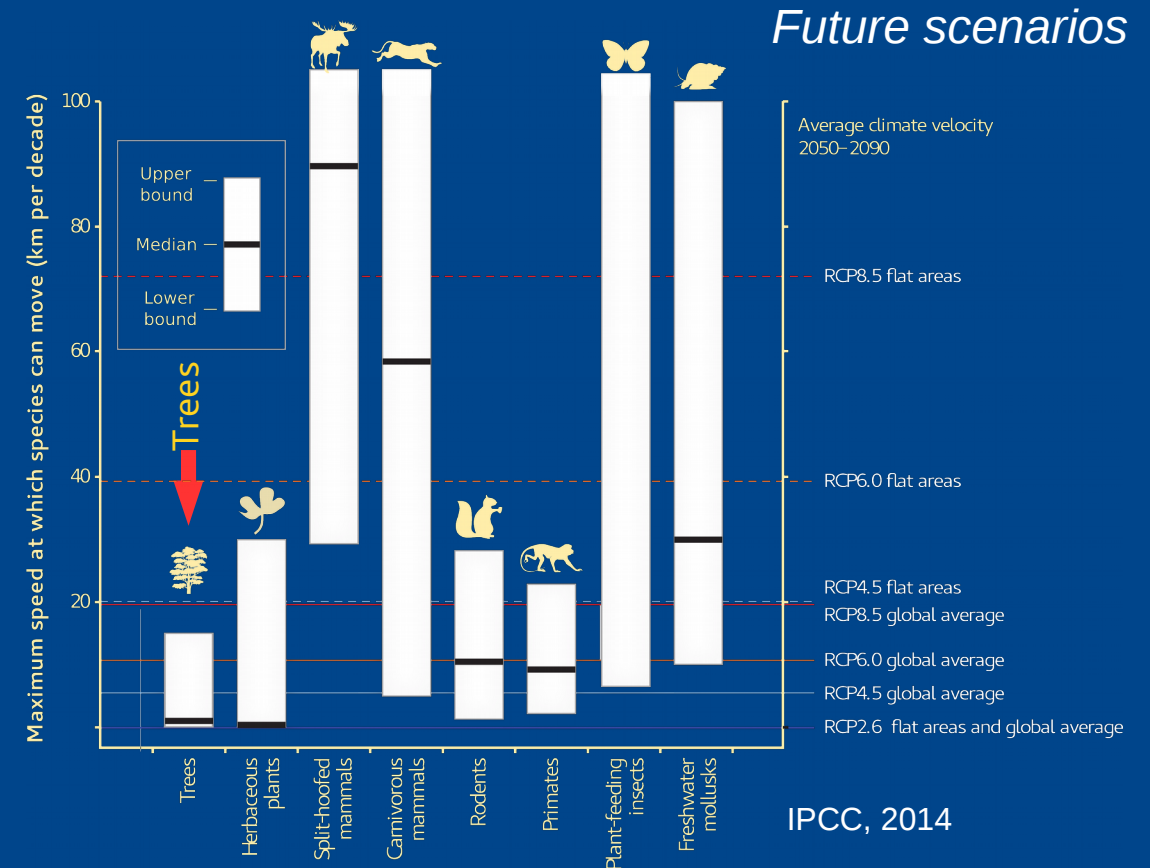 Future scenarios
Maximum speed at which species can move (km per decade)
100
80
60
40
20
Upper
bound
Median
Lower
bound
Trees
Average climate velocity
2050–2090
RCP8.5 flat areas
RCP6.0 flat areas
RCP4.5 flat areas
RCP8.5 global average
RCP6.0 global average
RCP4.5 global average
RCP2.6 flat areas and global average
Trees
Herbaceous
plants
Split-hoofed
mammals
Carnivorous
mammals
Rodents
Primates
Plant-feeding
insects
Freshwater
mollusks
IPCC, 2014